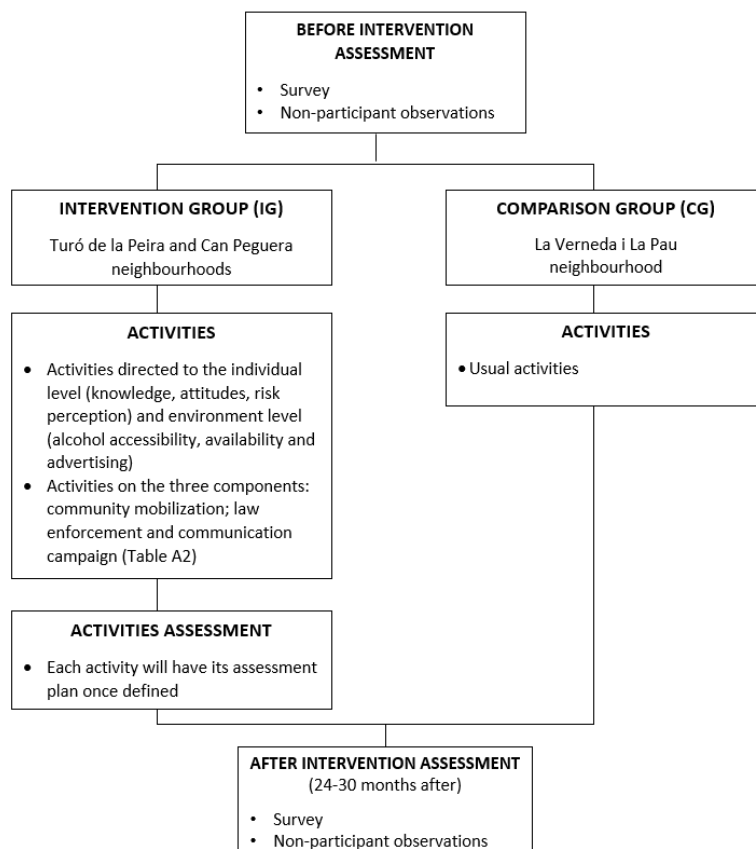 BEFORE INTERVENTION
ASSESSMENT
• Survey
• Non-participant observations
INTERVENTION GROUP (IG)
Turó de la Peira and Can Peguera
neighbourhoods
COMPARISON GROUP (CG)
La Verneda i La Pau
neighbourhood
ACTIVITIES
• Activities directed to the individual
level (knowledge, attitudes, risk
perception) and environment level
(alcohol accessibility, availability and
advertising)
• Activities on the three components:
community mobilization; law
enforcement and communication
campaign (Table A2)
ACTIVITIES
• Usual activities
ACTIVITIES ASSESSMENT
• Each activity will have its assessment
plan once defined
AFTER INTERVENTION ASSESSMENT
(24-30 months after)
• Survey
• Non-participant observations